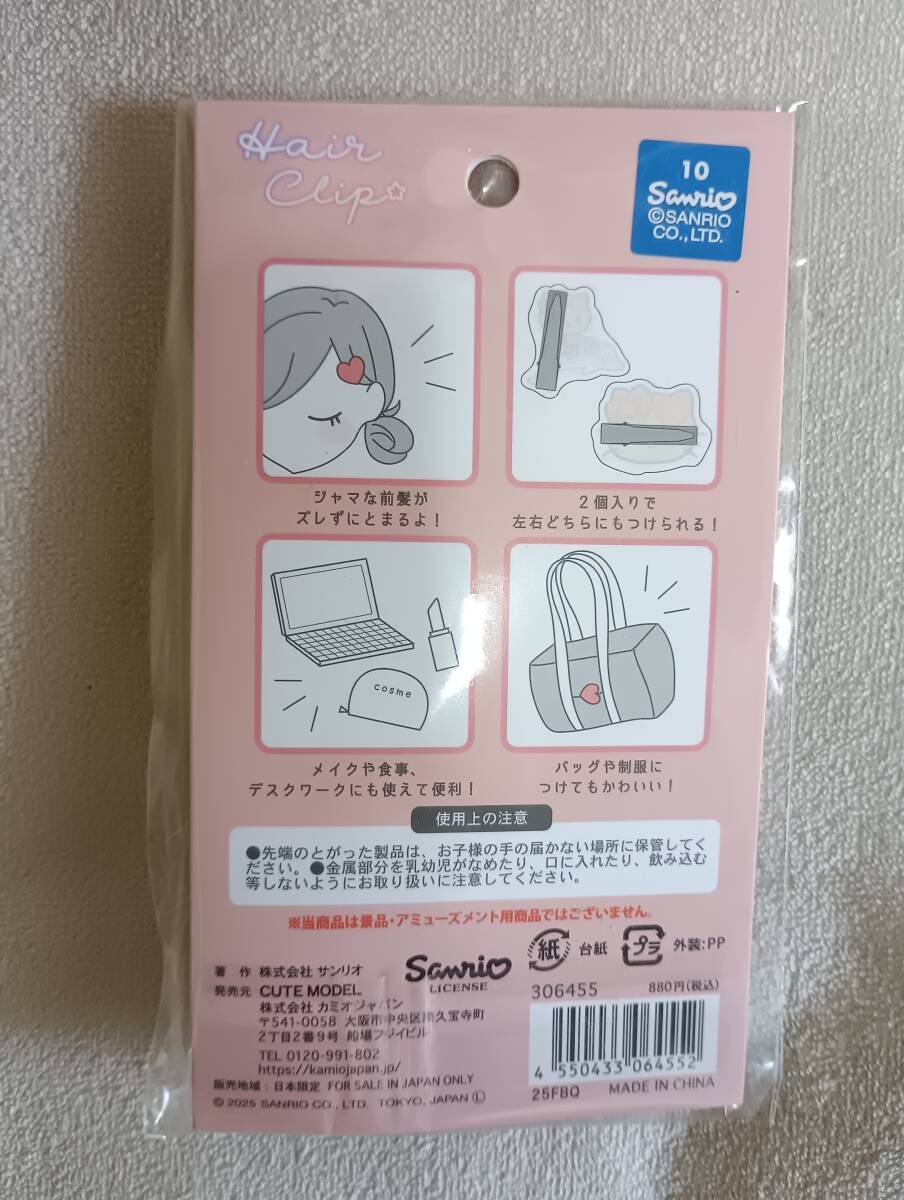 Hair
Clip
10
Sanrio
©SANRIO
CO.,LTD.
ジャマな前髪が
ズレずにとまるよ！
2個入りで
左右どちらにもつけられる！
cosme
メイクや食事、
デスクワークにも使えて便利！
バッグや制服に
つけてもかわいい！
使用上の注意
●先端のとがった製品は、お子様の手の届かない場所に保管してく
ださい。●金属部分を乳幼児がなめたり、口に入れたり、飲み込む
等しないようにお取り扱いに注意してください。
※当商品は景品・アミューズメント用商品ではございません。
著　作　株式会社 サンリオ
Sanrio
LICENSE
紙 台紙
プラ 外装:PP
発売元　CUTE MODEL
株式会社 カミオジャパン
〒541-0058　大阪市中央区南久宝寺町
2丁目2番9号　船場フジイビル
TEL 0120-991-802
https://kamiojapan.jp/
販売地域：日本限定　FOR SALE IN JAPAN ONLY
© 2025 SANRIO CO., LTD.　TOKYO, JAPAN Ⓛ
306455　880円(税込)
4 550433 064552
25FBQ　MADE IN CHINA